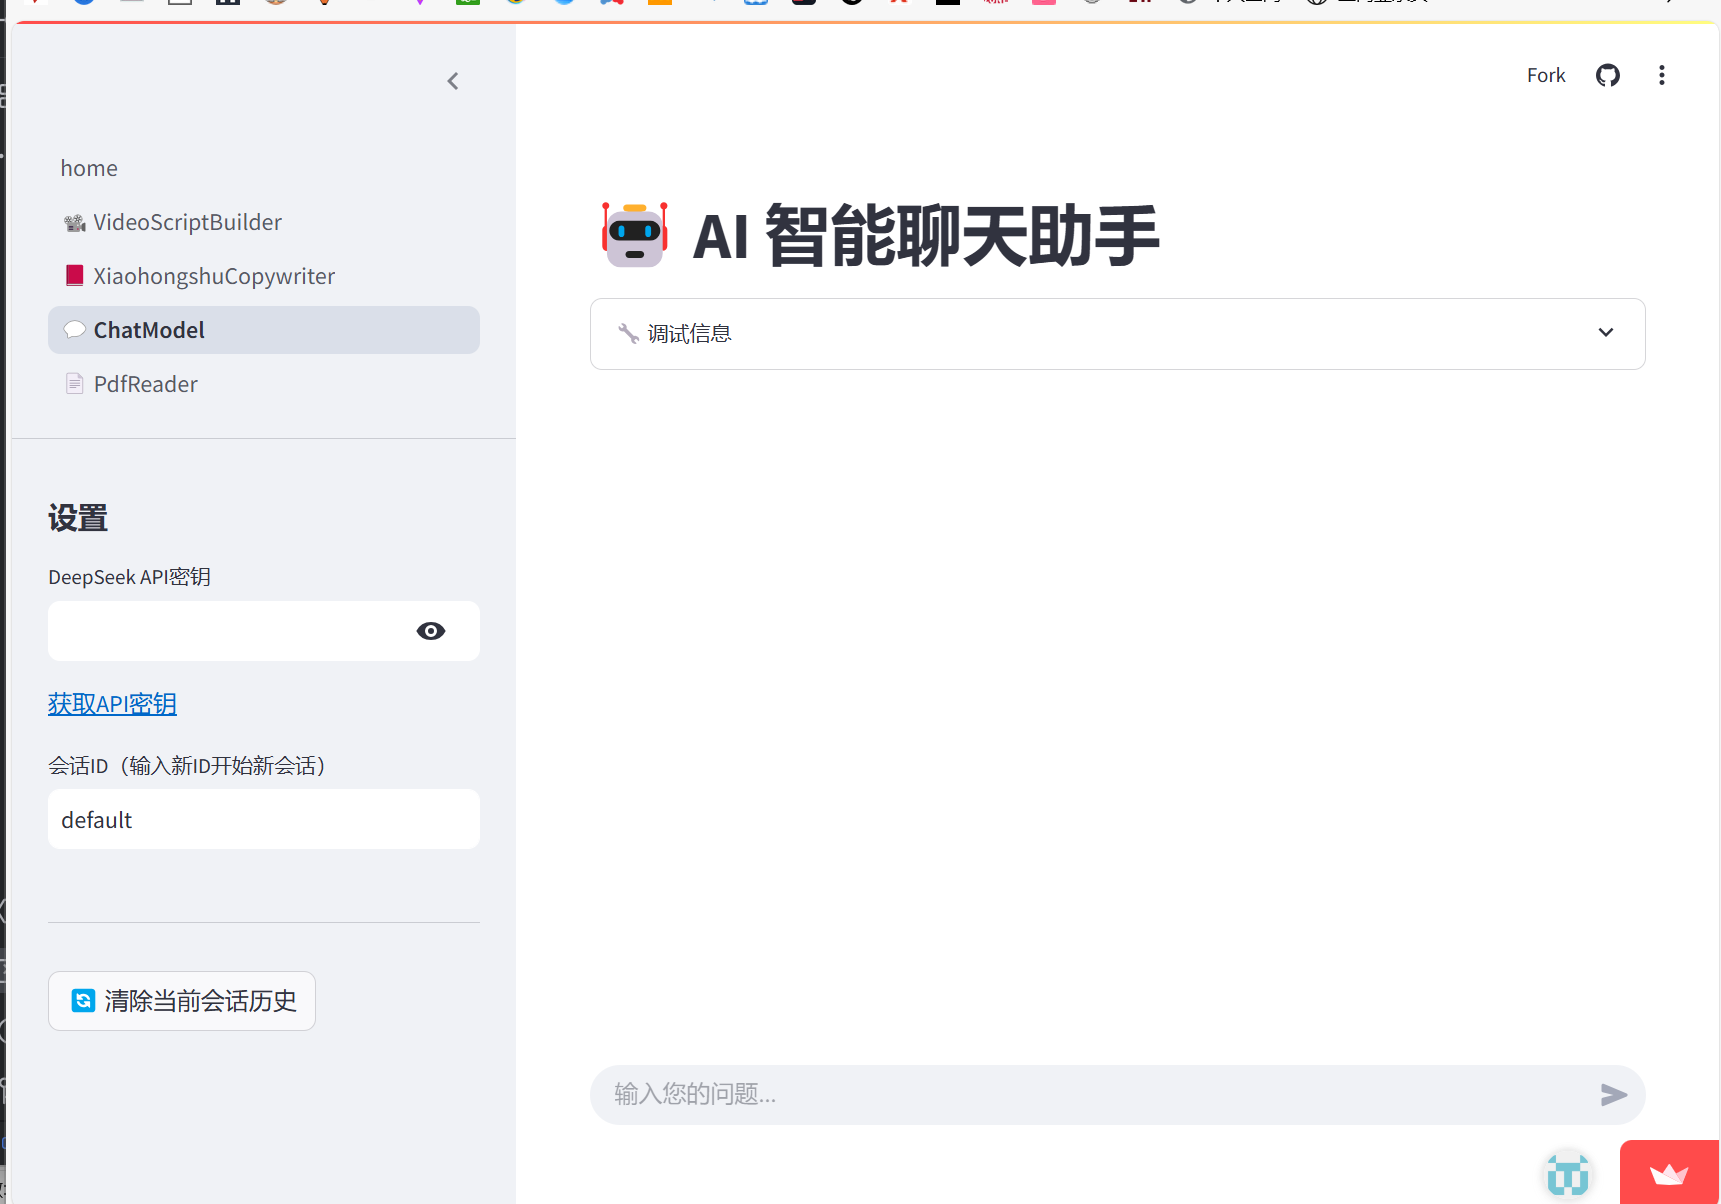 home
VideoScriptBuilder
XiaohongshuCopywriter
ChatModel
PdfReader
设置
DeepSeek API密钥
获取API密钥
会话ID（输入新ID开始新会话）
default
清除当前会话历史
Fork
AI 智能聊天助手
调试信息
输入您的问题...